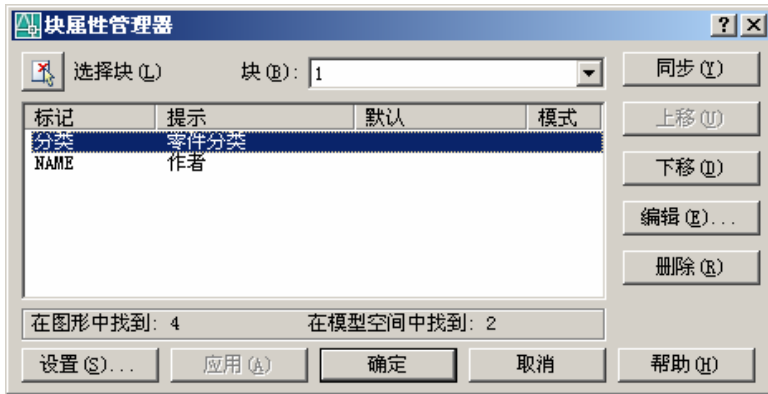 块属性管理器
选择块(L) 块(B): 1 同步(Y)
标记 提示 默认 模式 上移(U)
分类 零件分类
NAME 作者 下移(D)
编辑(E)...
删除(R)
在图形中找到: 4 在模型空间中找到: 2
设置(S)... 应用(A) 确定 取消 帮助(H)